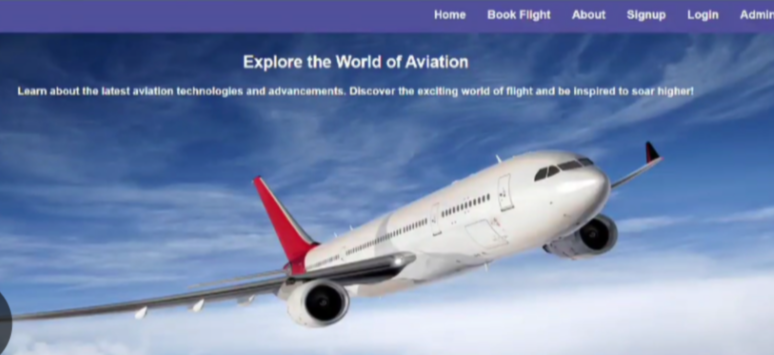 Home Book Flight About Signup Login Admin
Explore the World of Aviation
Learn about the latest aviation technologies and advancements. Discover the exciting world of flight and be inspired to soar higher!